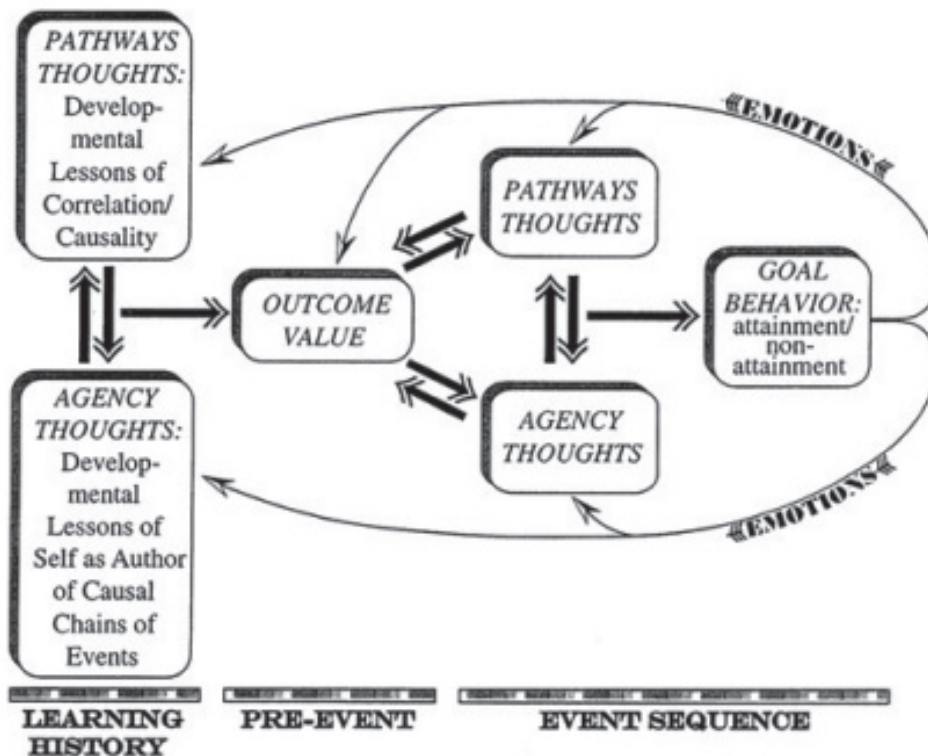 PATHWAYS
THOUGHTS:
Develop-
mental
Lessons of
Correlation/
Causality
AGENCY
THOUGHTS:
Develop-
mental
Lessons of
Self as Author
of Causal
Chains of
Events
OUTCOME
VALUE
PATHWAYS
THOUGHTS
AGENCY
THOUGHTS
GOAL
BEHAVIOR:
attainment/
non-
attainment
EMOTIONS
EMOTIONS
LEARNING
HISTORY
PRE-EVENT
EVENT SEQUENCE